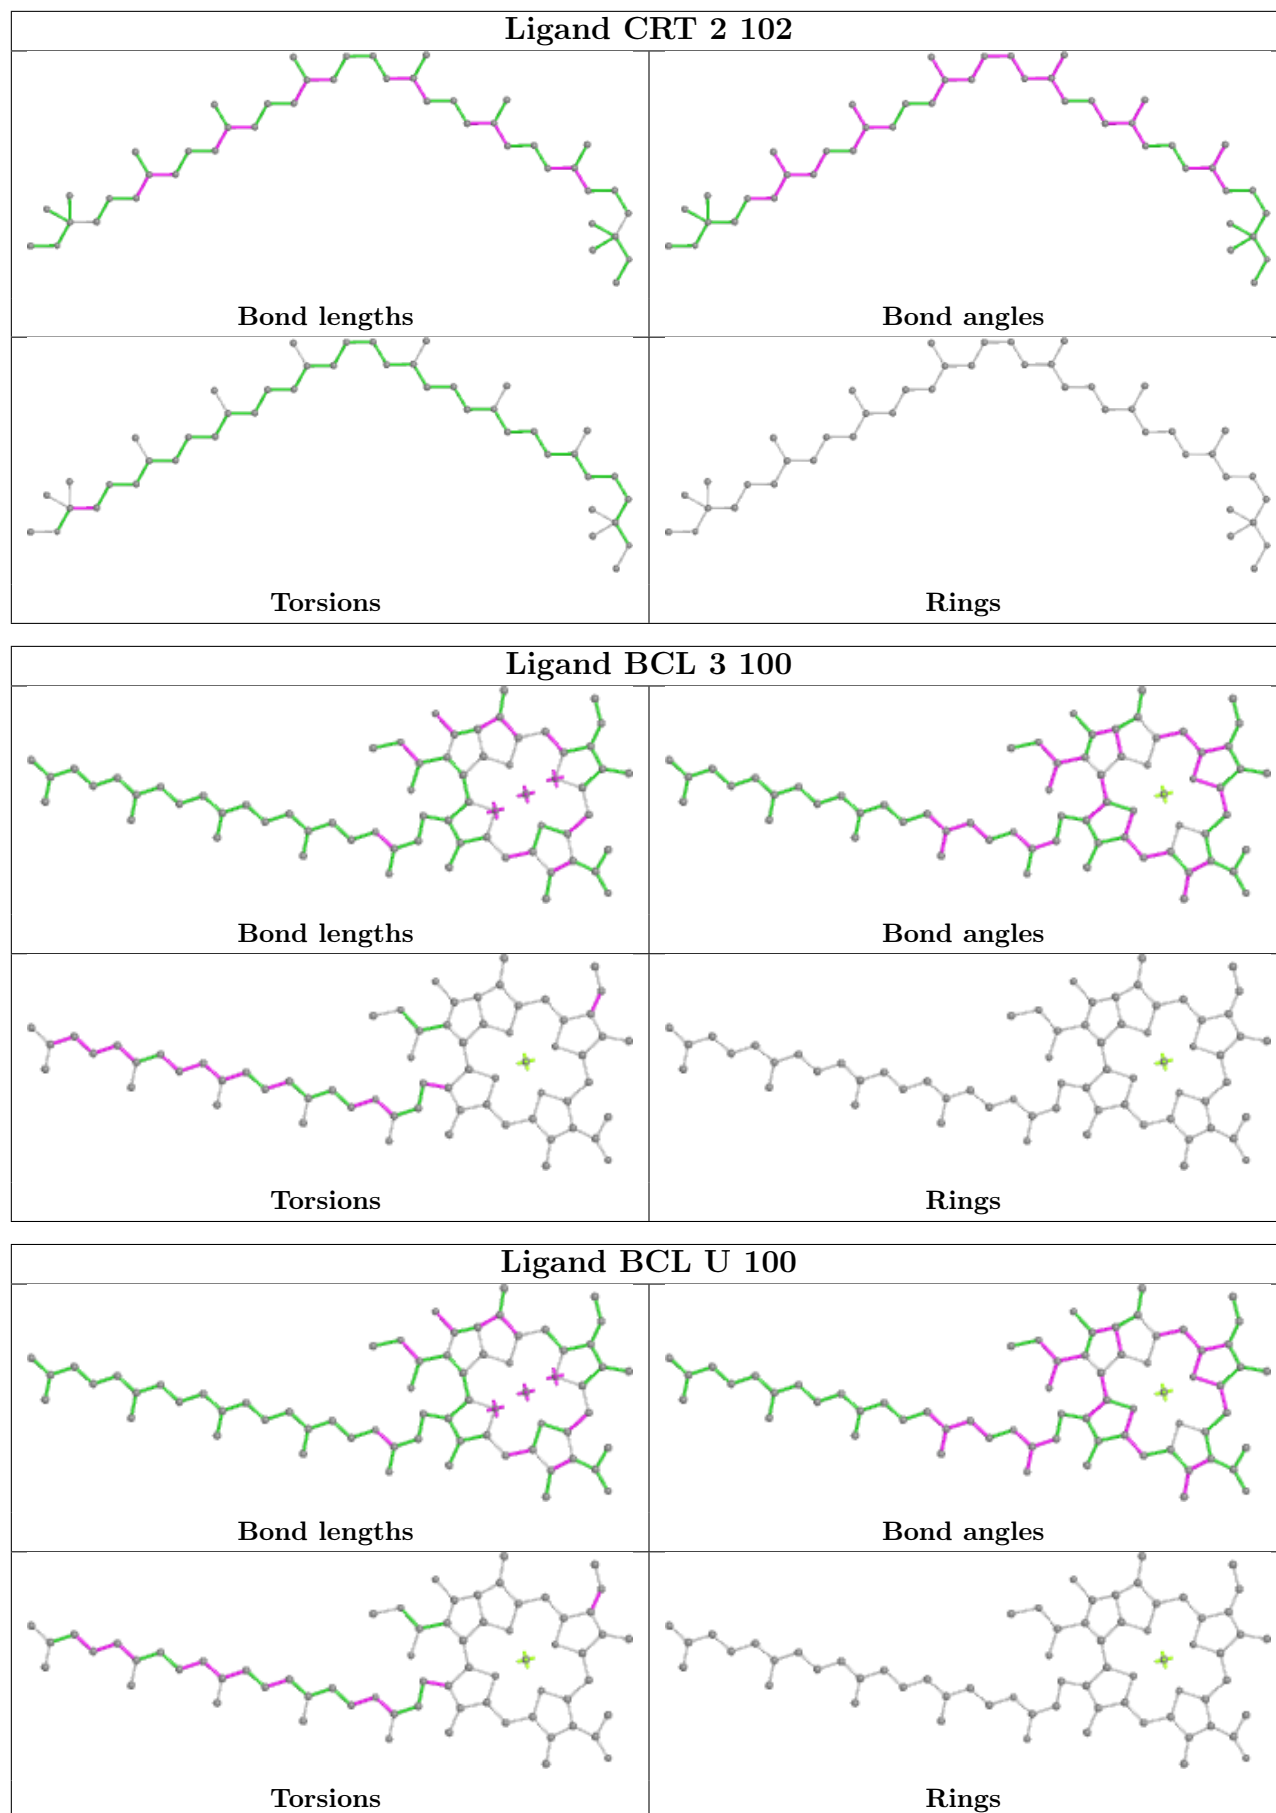 Ligand CRT 2 102
Bond lengths
Bond angles
Torsions
Rings
Ligand BCL 3 100
Bond lengths
Bond angles
Torsions
Rings
Ligand BCL U 100
Bond lengths
Bond angles
Torsions
Rings